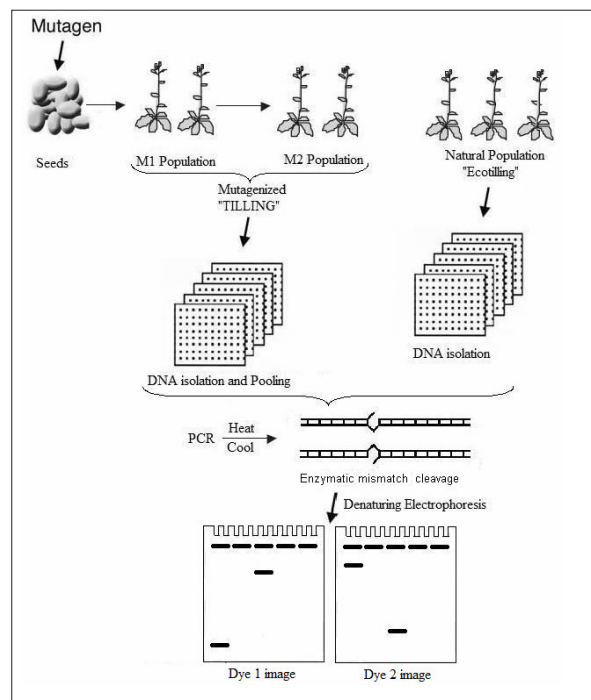 Mutagen
Seeds
M1 Population
M2 Population
Natural Population
"Ecotilling"
Mutagenized
"TILLING"
DNA isolation and Pooling
DNA isolation
PCR
Heat
Cool
Enzymatic mismatch cleavage
Denaturing Electrophoresis
Dye 1 image
Dye 2 image